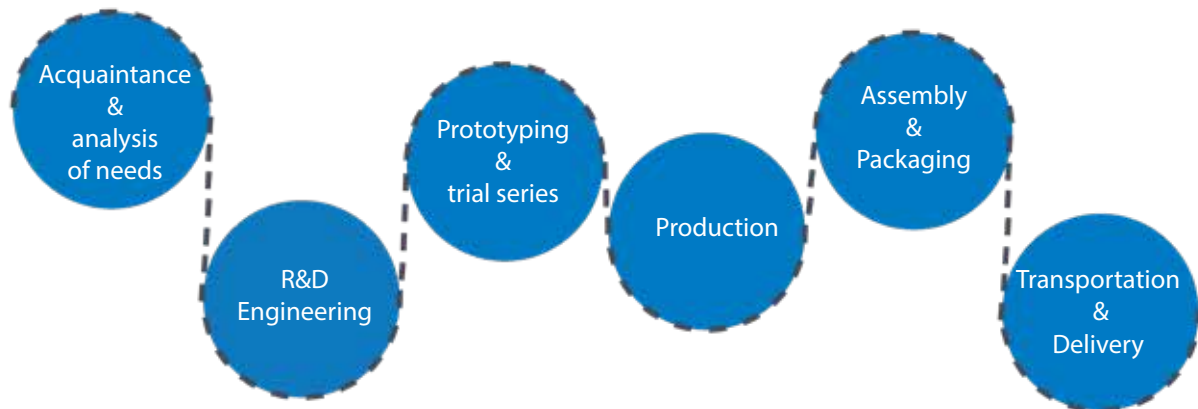 Acquaintance
&
analysis
of needs
R&D
Engineering
Prototyping
&
trial series
Production
Assembly
&
Packaging
Transportation
&
Delivery